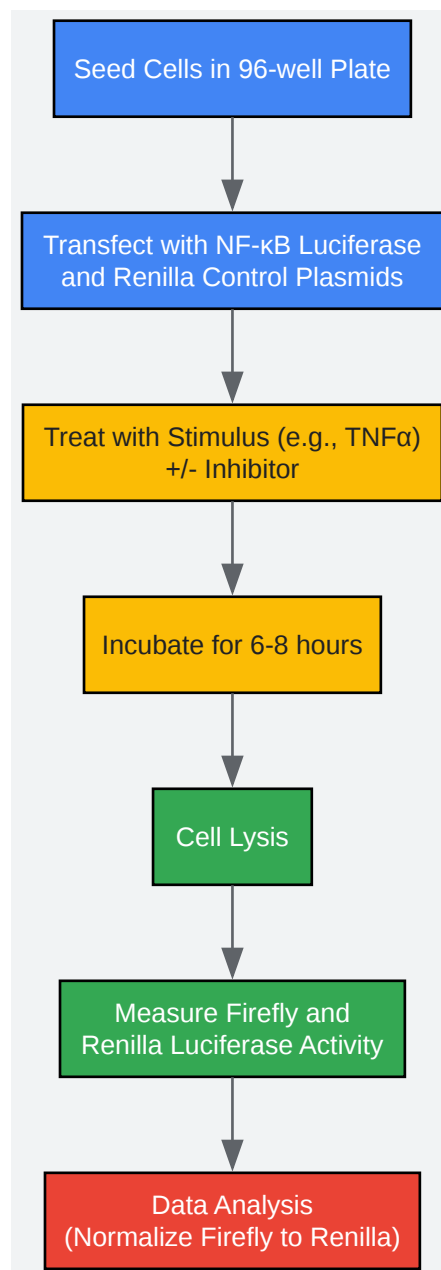 Seed Cells in 96-well Plate
Transfect with NF-κB Luciferase
and Renilla Control Plasmids
Treat with Stimulus (e.g., TNFα)
+/- Inhibitor
Incubate for 6-8 hours
Cell Lysis
Measure Firefly and
Renilla Luciferase Activity
Data Analysis
(Normalize Firefly to Renilla)